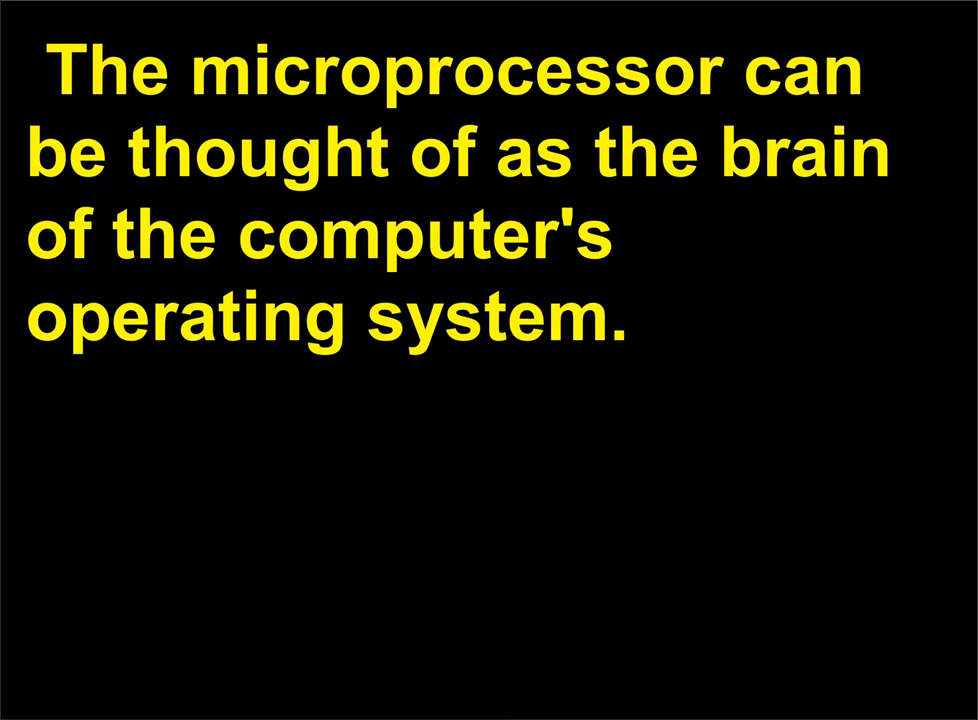 The microprocessor can
be thought of as the brain
of the computer's
operating system.